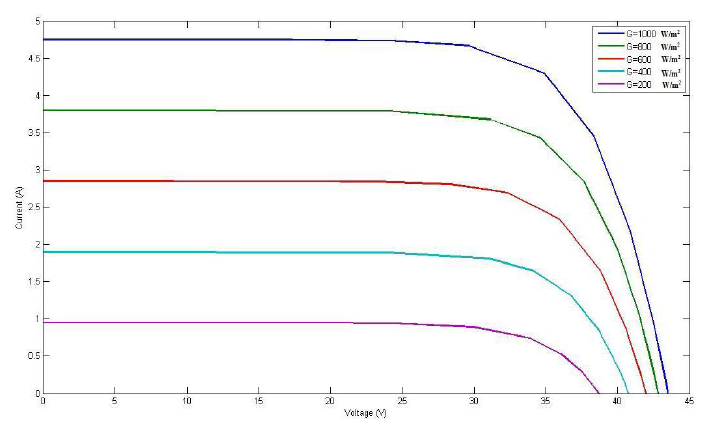 5
4.5
4
3.5
3
2.5
2
1.5
1
0.5
0
Current (A)
0 5 10 15 20 25 30 35 40 45
Voltage (V)
G=1000 W/m²
G=800 W/m²
G=600 W/m²
G=400 W/m²
G=200 W/m²